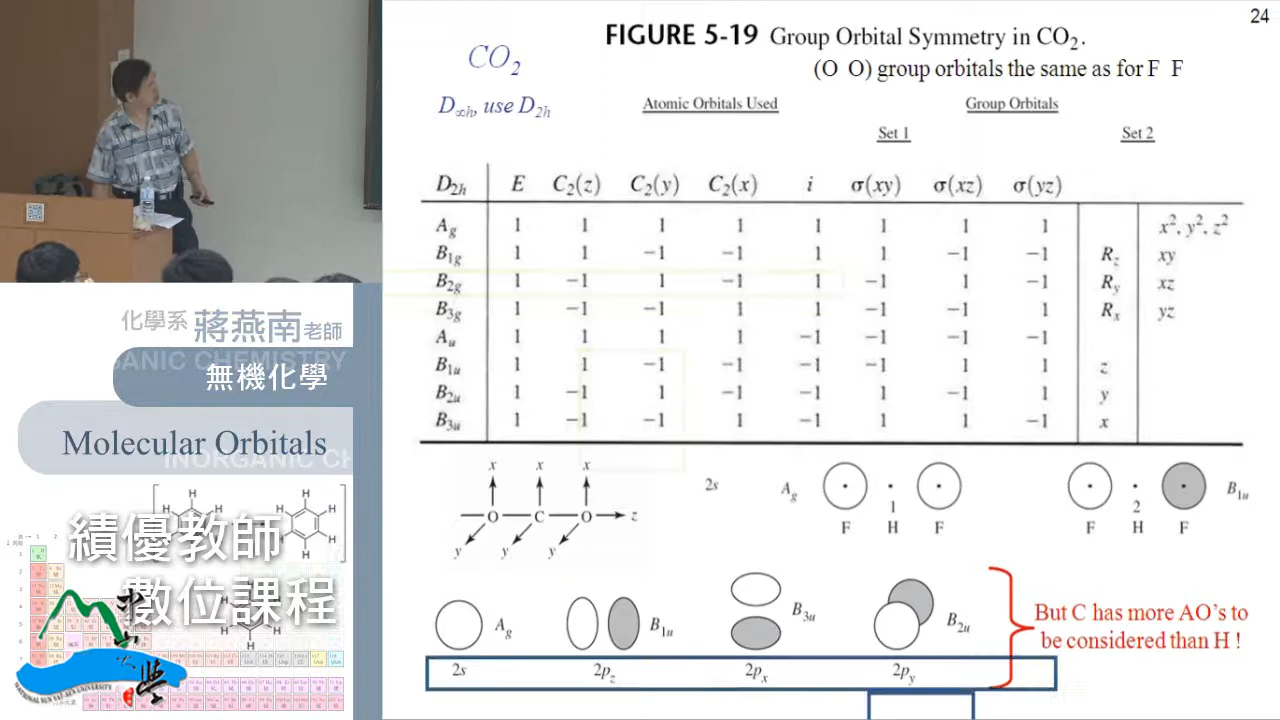 24
FIGURE 5-19 Group Orbital Symmetry in CO₂.
(O O) group orbitals the same as for F F
CO₂
D∞h, use D₂h
Atomic Orbitals Used
Group Orbitals
Set 1
Set 2
D₂h E C₂(z) C₂(y) C₂(x) i σ(xy) σ(xz) σ(yz)
Ag 1 1 1 1 1 1 1 1 x², y², z²
B₁g 1 1 −1 −1 1 1 −1 −1 Rz xy
B₂g 1 −1 1 −1 1 −1 1 −1 Ry xz
B₃g 1 −1 −1 1 1 −1 −1 1 Rx yz
Au 1 1 1 1 −1 −1 −1 −1
B₁u 1 1 −1 −1 −1 −1 1 1 z
B₂u 1 −1 1 −1 −1 1 −1 1 y
B₃u 1 −1 −1 1 −1 1 1 −1 x
x x x
O C O z
y y y
2s Ag
F 1 H F
F 2 H F
B₁u
Ag B₁u B₃u B₂u
2s 2pz 2px 2py
But C has more AO's to
be considered than H !
化學系 蔣燕南老師
無機化學
Molecular Orbitals
績優教師
數位課程